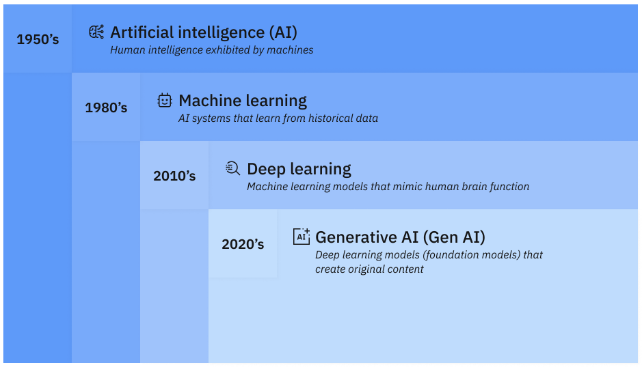 1950's
Artificial intelligence (AI)
Human intelligence exhibited by machines
1980's
Machine learning
AI systems that learn from historical data
2010's
Deep learning
Machine learning models that mimic human brain function
2020's
AI
Generative AI (Gen AI)
Deep learning models (foundation models) that
create original content